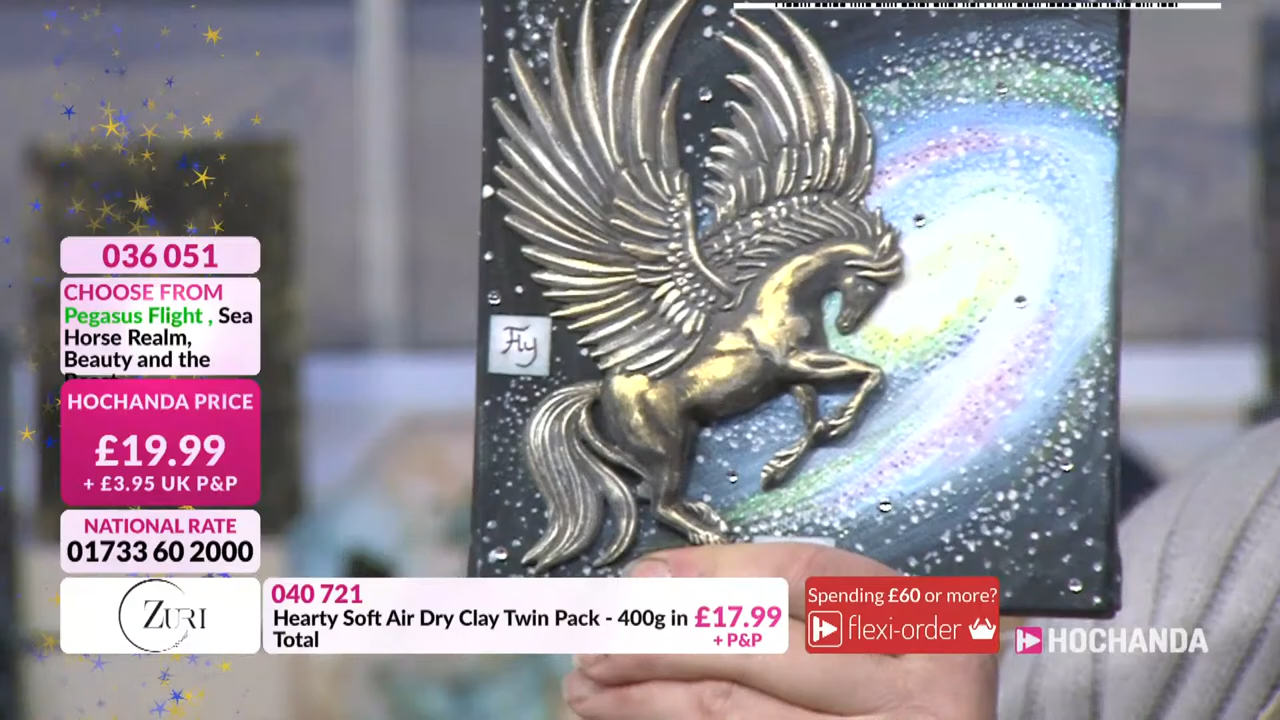 036 051
CHOOSE FROM
Pegasus Flight , Sea
Horse Realm,
Beauty and the
HOCHANDA PRICE
£19.99
+ £3.95 UK P&P
NATIONAL RATE
01733 60 2000
ZURI
040 721
Hearty Soft Air Dry Clay Twin Pack - 400g in
Total
£17.99
+ P&P
Spending £60 or more?
flexi-order
HOCHANDA
Fly